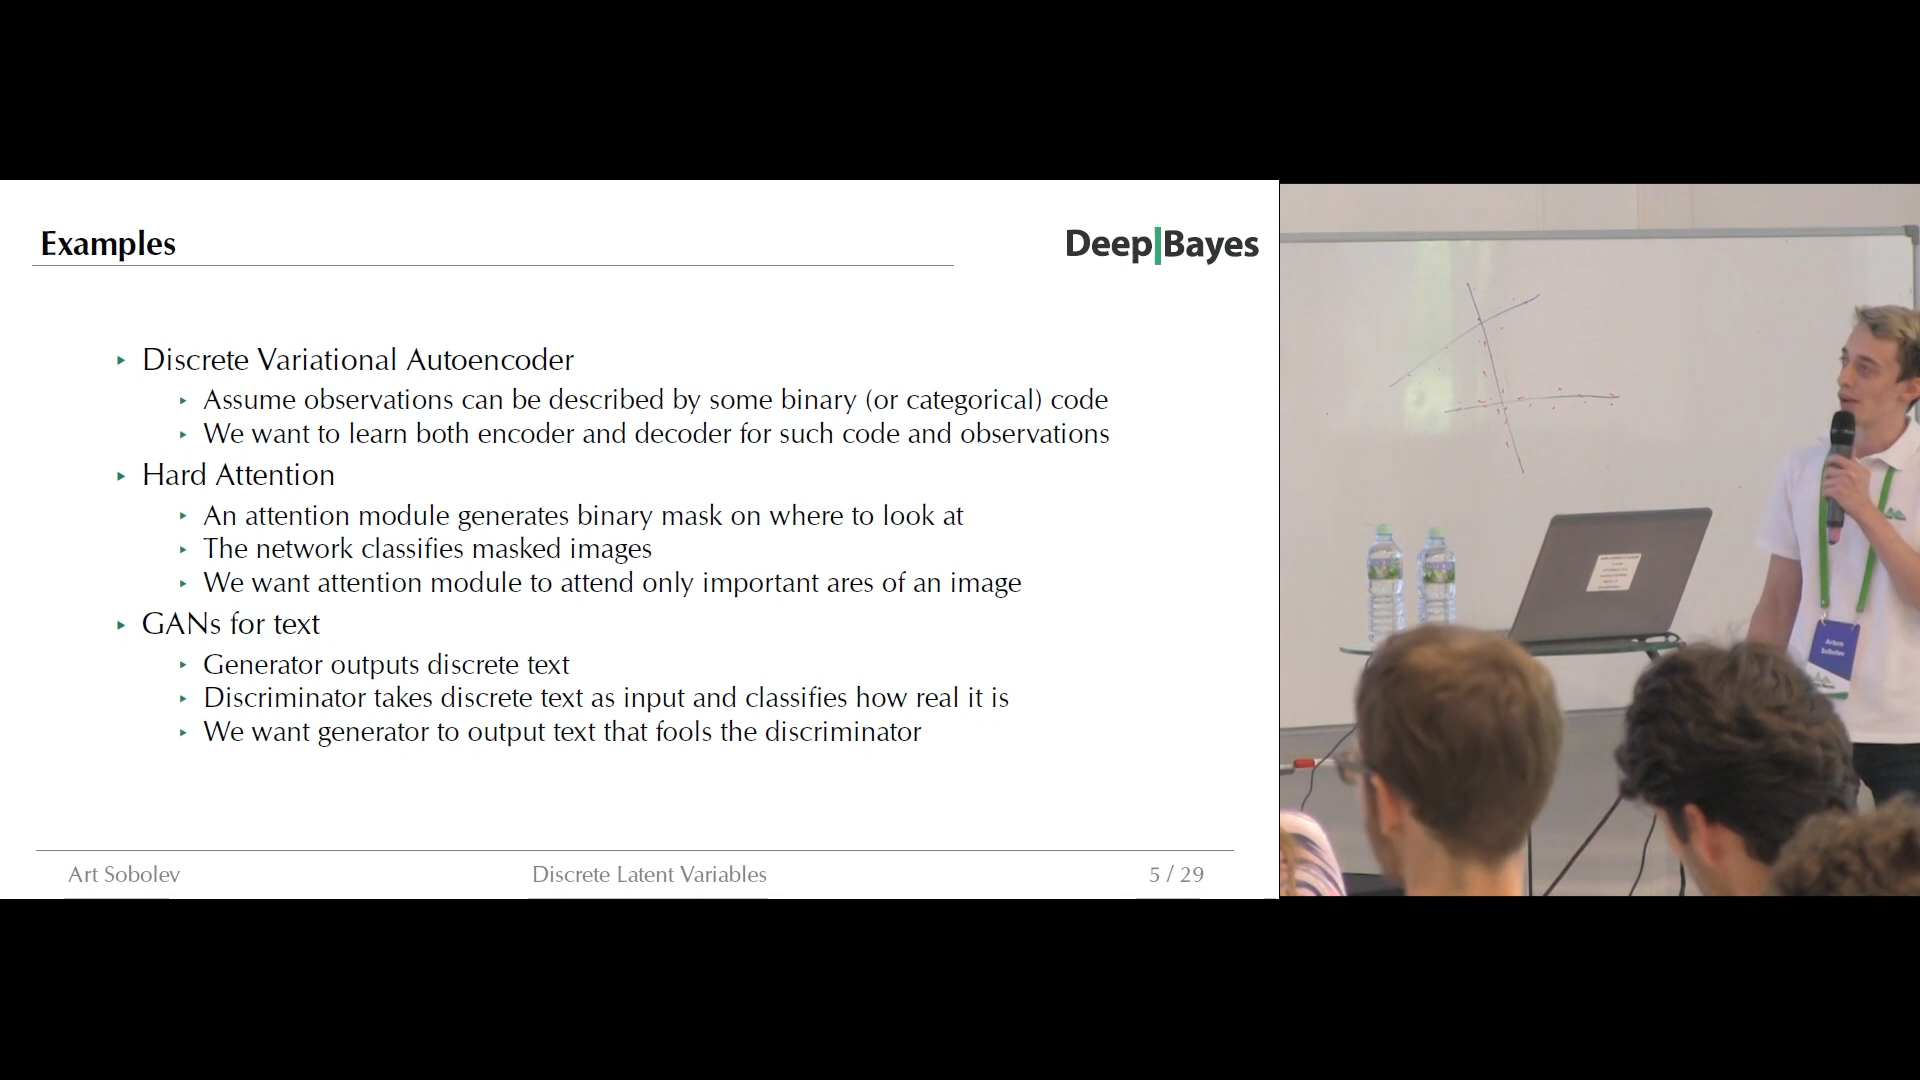 Examples
Deep|Bayes
Discrete Variational Autoencoder
Assume observations can be described by some binary (or categorical) code
We want to learn both encoder and decoder for such code and observations
Hard Attention
An attention module generates binary mask on where to look at
The network classifies masked images
We want attention module to attend only important ares of an image
GANs for text
Generator outputs discrete text
Discriminator takes discrete text as input and classifies how real it is
We want generator to output text that fools the discriminator
Art Sobolev
Discrete Latent Variables
5 / 29
Artem
Sobolev